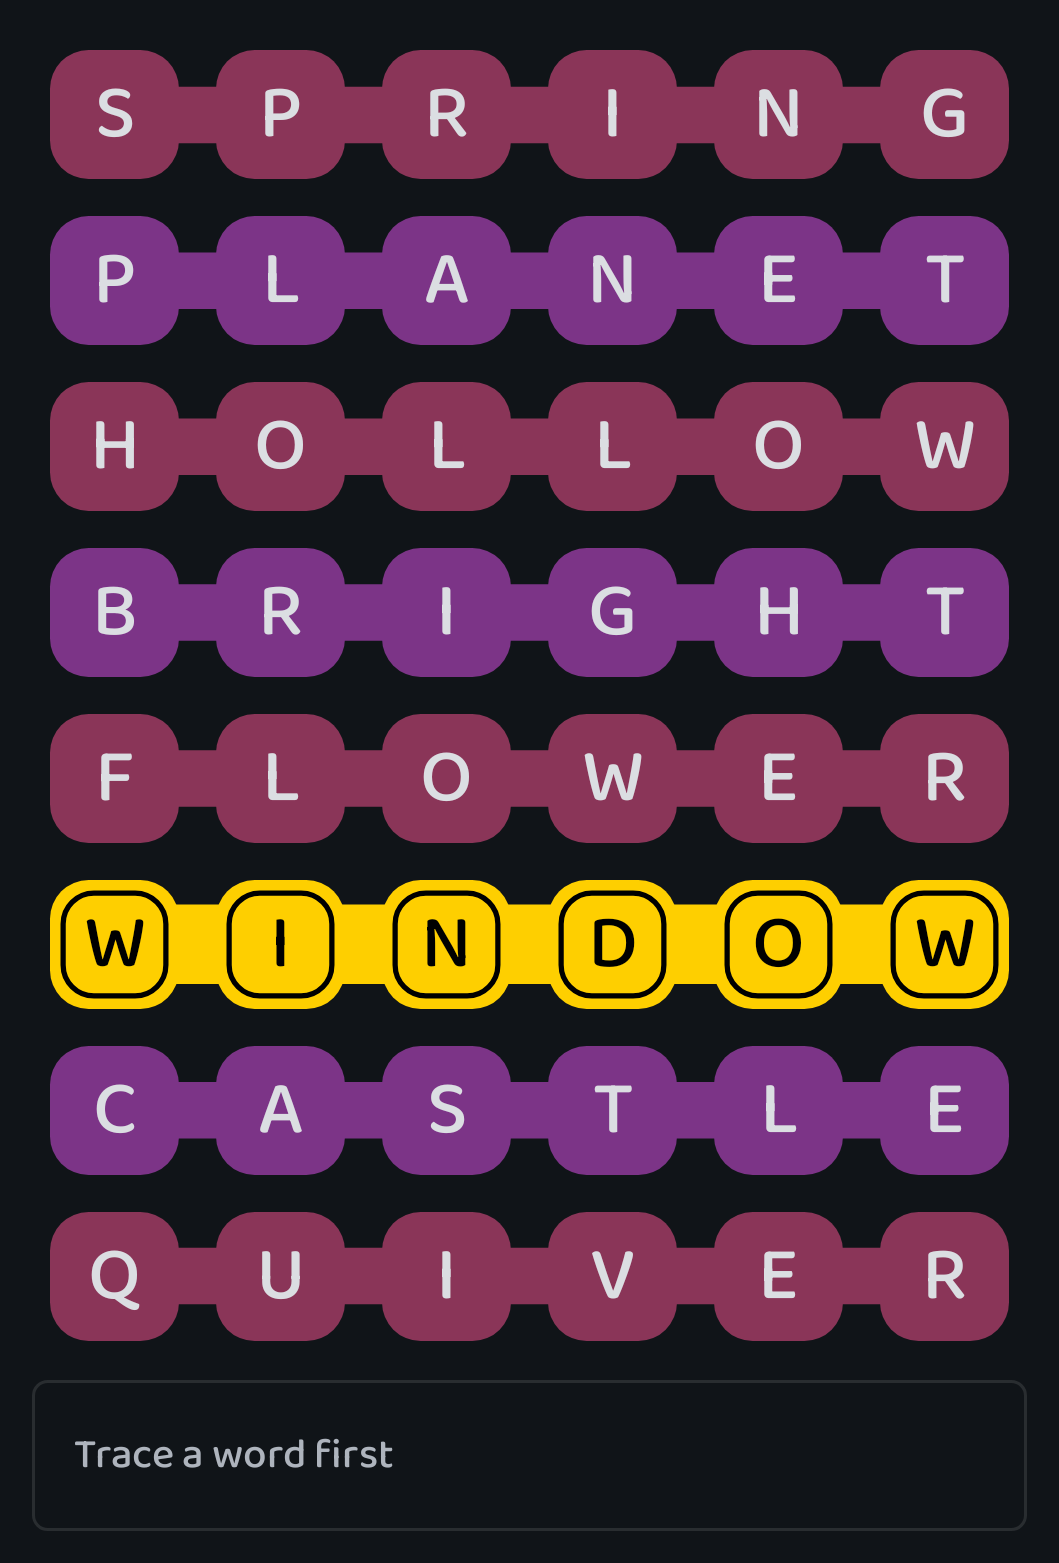 SPRING
PLANET
HOLLOW
BRIGHT
FLOWER
WINDOW
CASTLE
QUIVER
Trace a word first